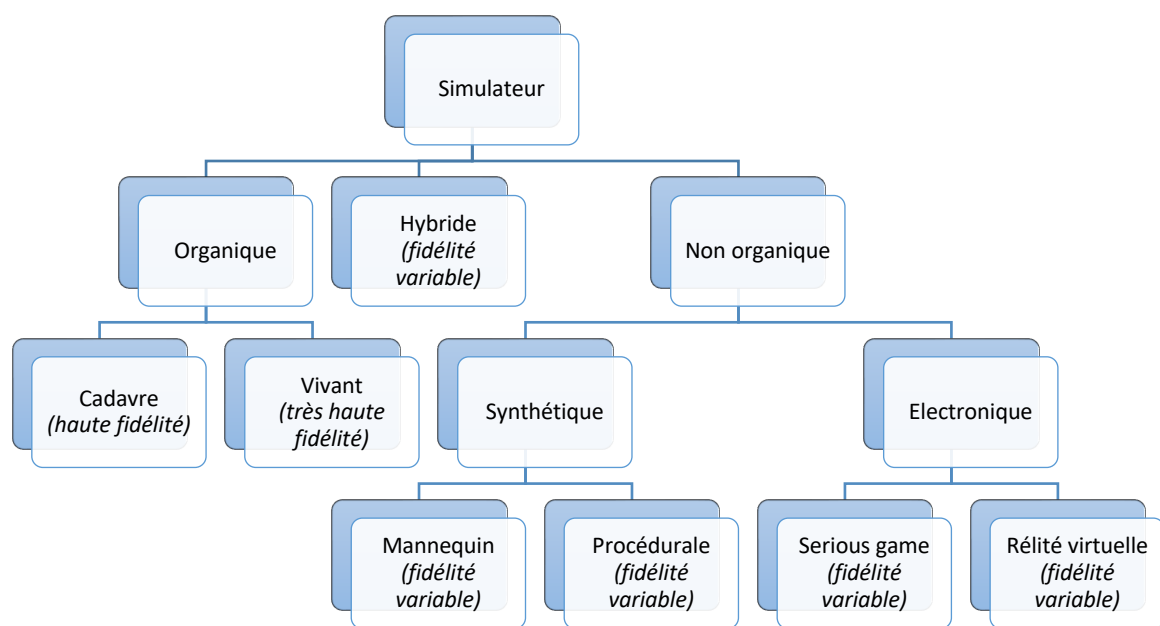 Simulateur
Organique
Hybride
(fidélité
variable)
Non organique
Cadavre
(haute fidélité)
Vivant
(très haute
fidélité)
Synthétique
Electronique
Mannequin
(fidélité
variable)
Procédurale
(fidélité
variable)
Serious game
(fidélité
variable)
Rélité virtuelle
(fidélité
variable)